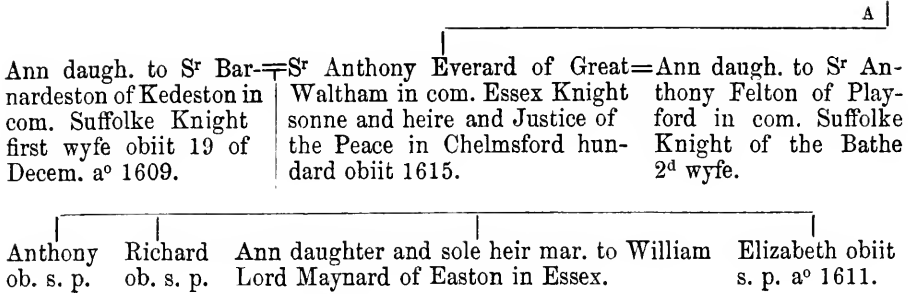 A
Ann daugh. to Sʳ Bar-
nardeston of Kedeston in
com. Suffolke Knight
first wyfe obiit 19 of
Decem. aº 1609.
Sʳ Anthony Everard of Great
Waltham in com. Essex Knight
sonne and heire and Justice of
the Peace in Chelmsford hun-
dard obiit 1615.
Ann daugh. to Sʳ An-
thony Felton of Play-
ford in com. Suffolke
Knight of the Bathe
2ᵈ wyfe.
Anthony
ob. s. p.
Richard
ob. s. p.
Ann daughter and sole heir mar. to William
Lord Maynard of Easton in Essex.
Elizabeth obiit
s. p. aº 1611.